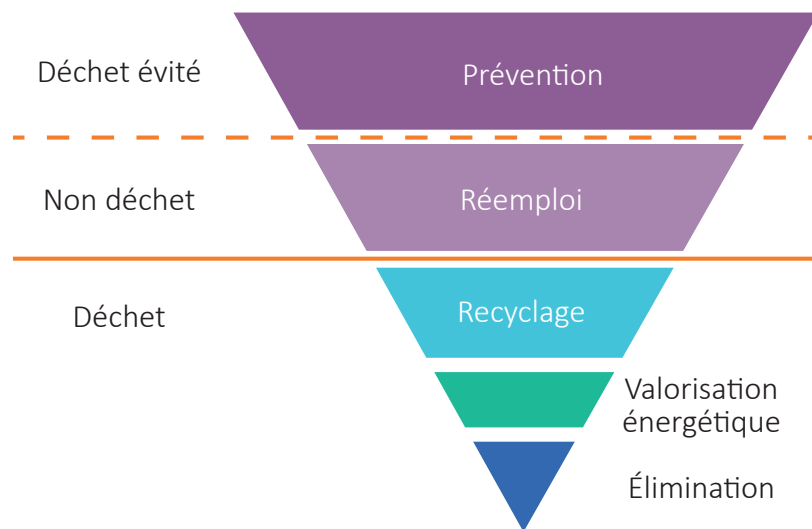 Déchet évité
Prévention
Non déchet
Réemploi
Déchet
Recyclage
Valorisation
énergétique
Élimination